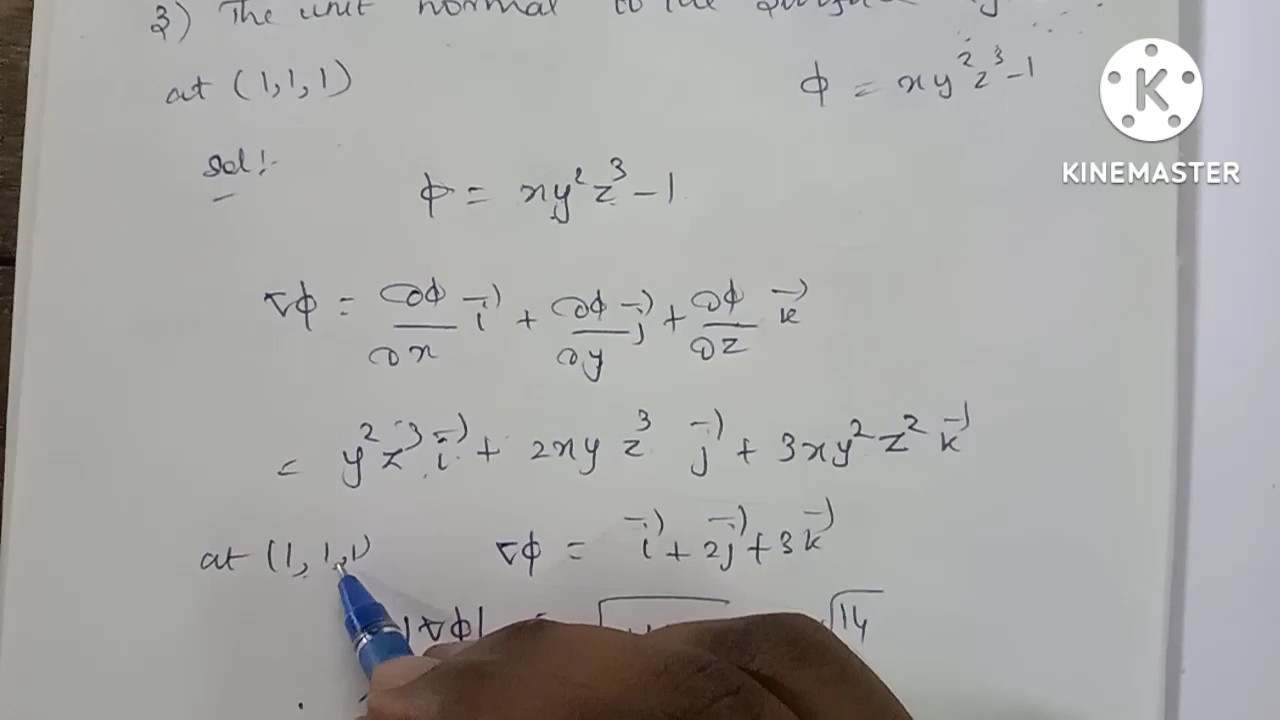 3) The unit normal to the
at (1,1,1)
φ = xy²z³-1
K
KINEMASTER
Sol!-
φ = xy²z³-1
∇φ = ∂φ/∂x i⃗ + ∂φ/∂y j⃗ + ∂φ/∂z k⃗
= y²z³ i⃗ + 2xyz³ j⃗ + 3xy²z² k⃗
at (1,1,1) ∇φ = i⃗ + 2j⃗ + 3k⃗
|∇φ| = √14